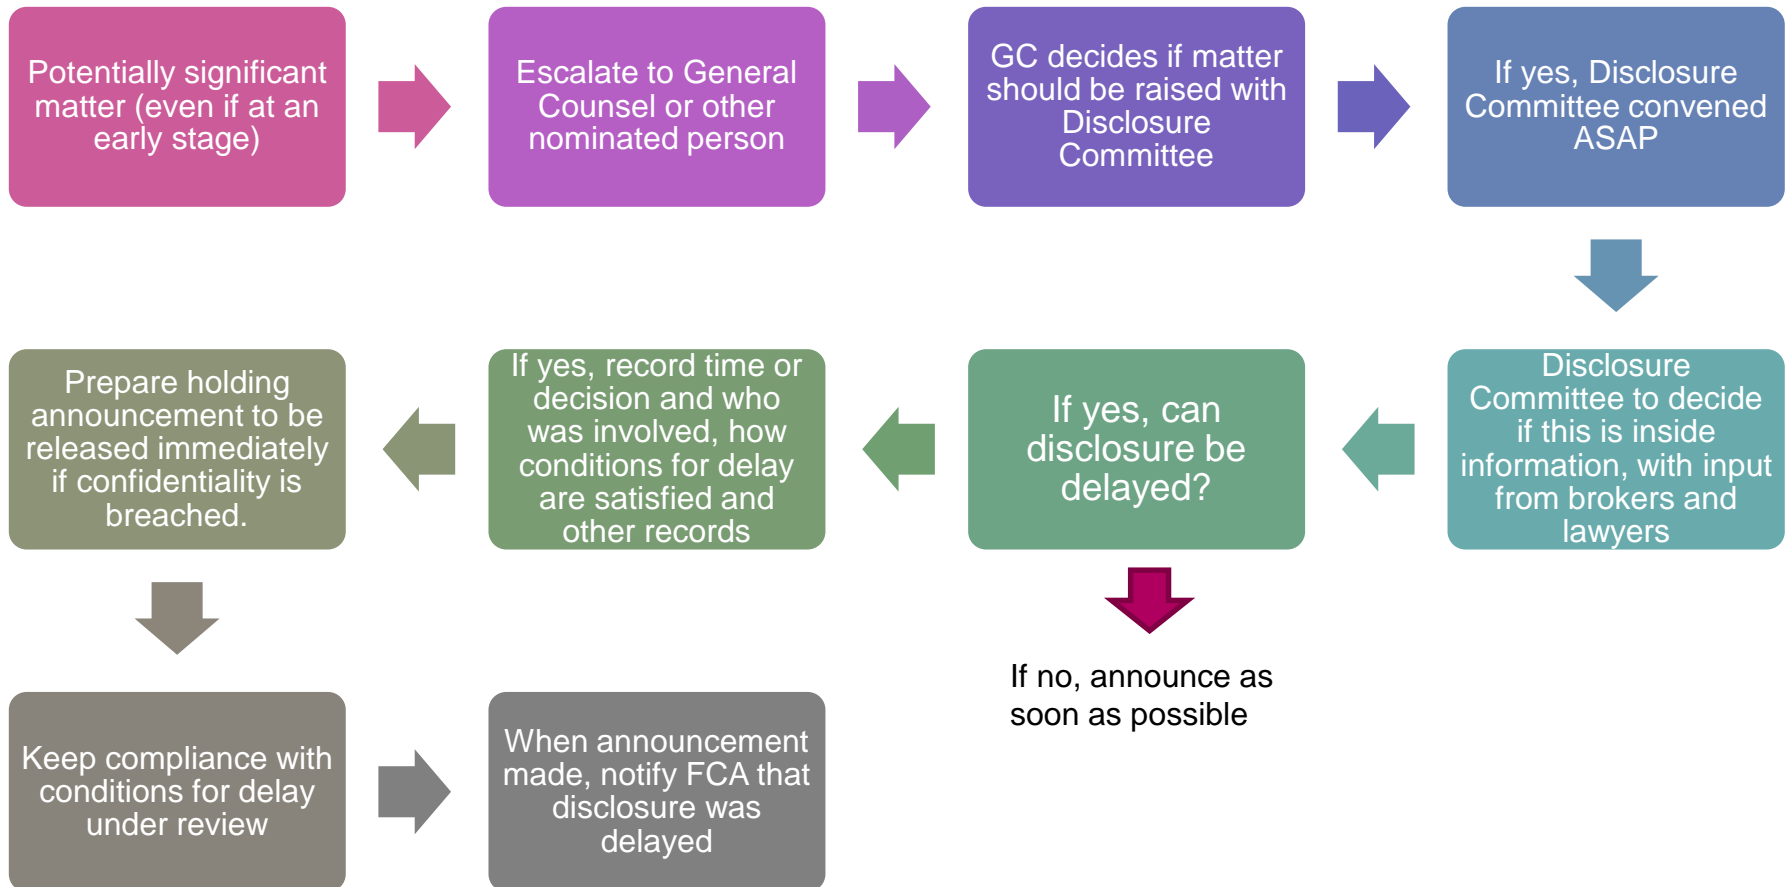 Potentially significant
matter (even if at an
early stage)
Escalate to General
Counsel or other
nominated person
GC decides if matter
should be raised with
Disclosure
Committee
If yes, Disclosure
Committee convened
ASAP
Disclosure
Committee to decide
if this is inside
information, with input
from brokers and
lawyers
If yes, can
disclosure be
delayed?
If no, announce as
soon as possible
If yes, record time or
decision and who
was involved, how
conditions for delay
are satisfied and
other records
Prepare holding
announcement to be
released immediately
if confidentiality is
breached.
Keep compliance with
conditions for delay
under review
When announcement
made, notify FCA that
disclosure was
delayed